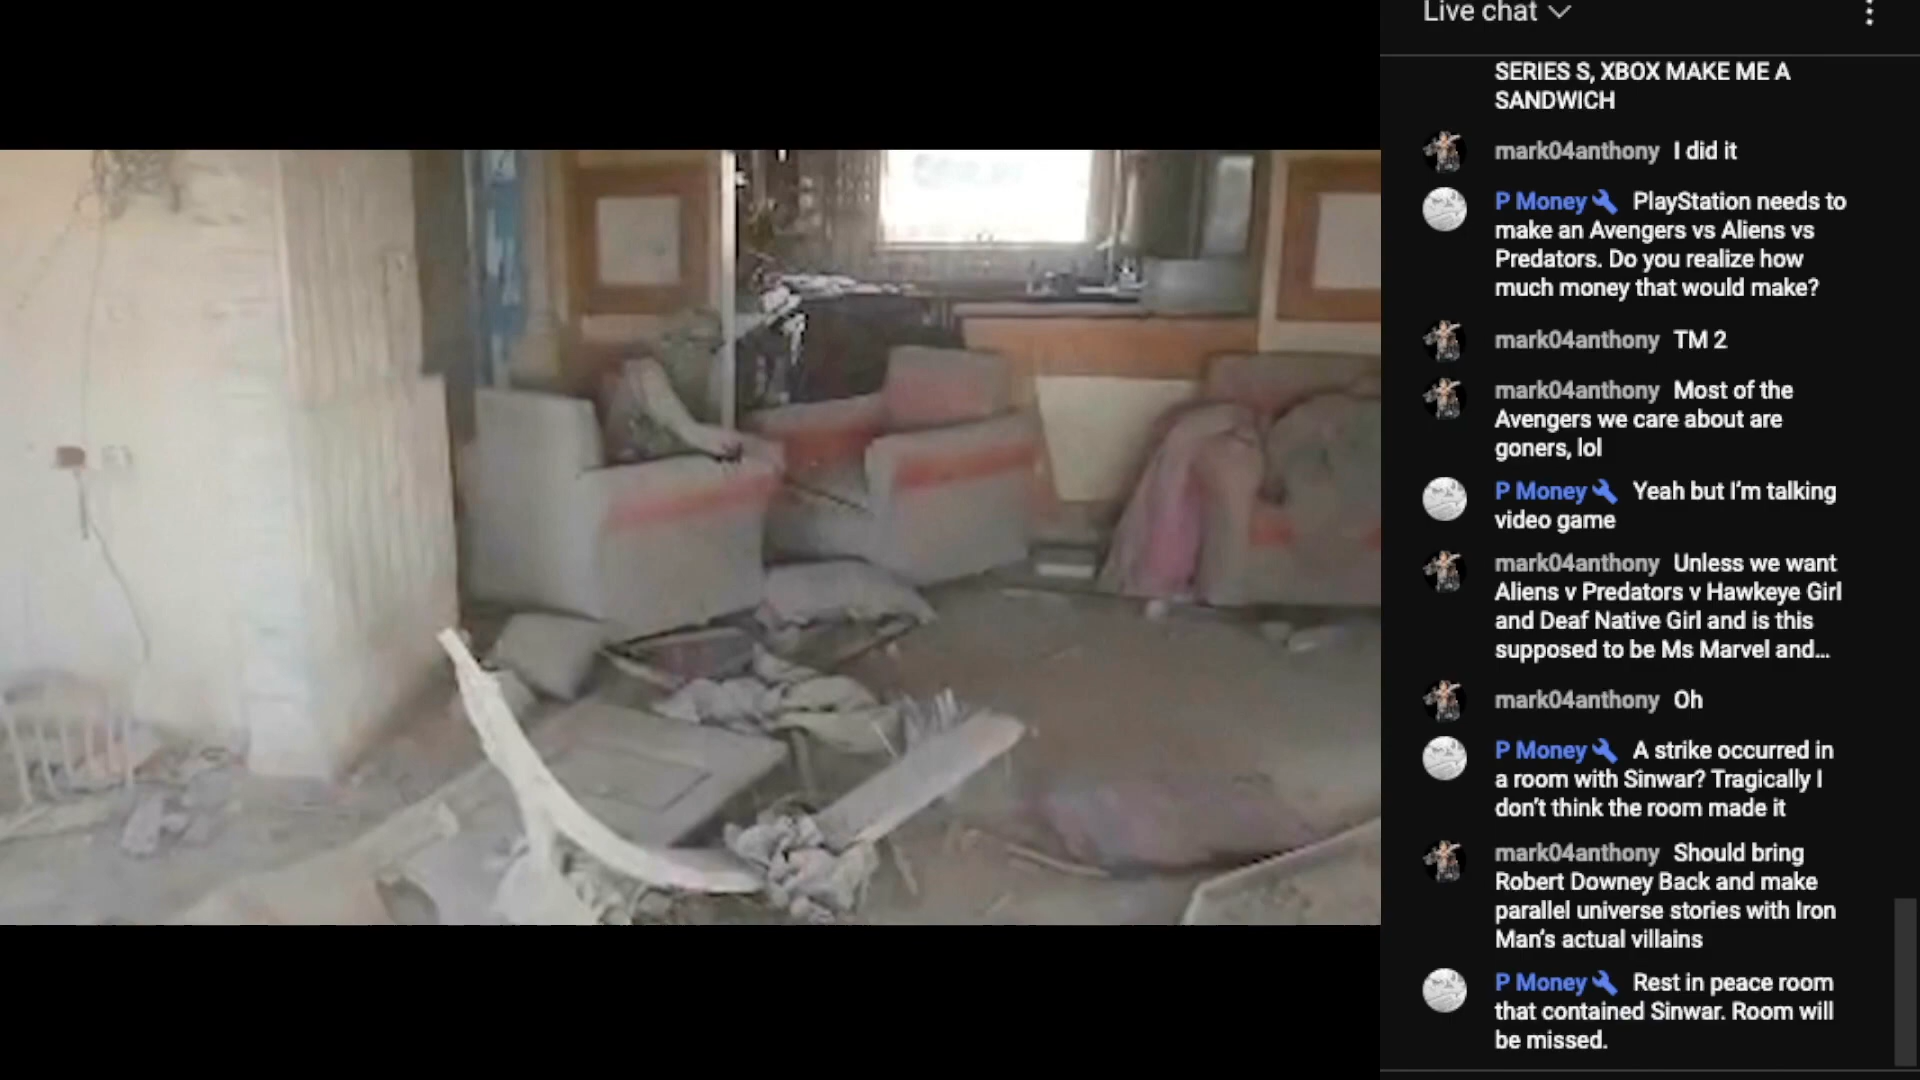 Live chat
SERIES S, XBOX MAKE ME A
SANDWICH
mark04anthony I did it
P Money PlayStation needs to
make an Avengers vs Aliens vs
Predators. Do you realize how
much money that would make?
mark04anthony TM 2
mark04anthony Most of the
Avengers we care about are
goners, lol
P Money Yeah but I’m talking
video game
mark04anthony Unless we want
Aliens v Predators v Hawkeye Girl
and Deaf Native Girl and is this
supposed to be Ms Marvel and...
mark04anthony Oh
P Money A strike occurred in
a room with Sinwar? Tragically I
don’t think the room made it
mark04anthony Should bring
Robert Downey Back and make
parallel universe stories with Iron
Man’s actual villains
P Money Rest in peace room
that contained Sinwar. Room will
be missed.